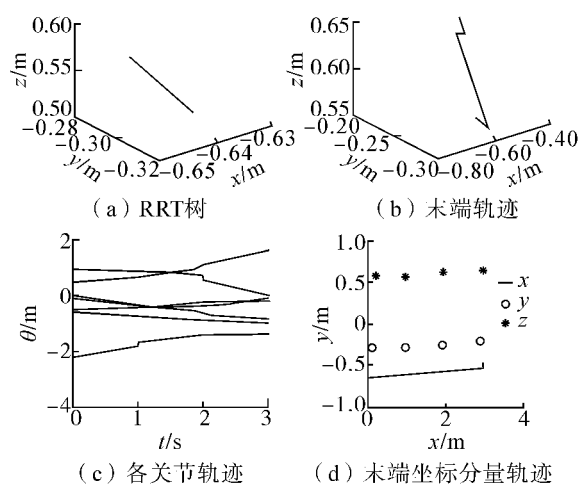 0.60
0.55
0.50
z/m
-0.28
-0.30
-0.32
y/m
-0.65
-0.64
-0.63
x/m
(a) RRT树
0.65
0.60
0.55
z/m
-0.20
-0.25
-0.30
y/m
-0.80
-0.60
-0.40
x/m
(b) 末端轨迹
2
0
-2
-4
θ/m
0
1
2
3
t/s
(c) 各关节轨迹
1.0
0.5
0
-0.5
-1.0
y/m
x
y
z
0
2
4
x/m
(d) 末端坐标分量轨迹